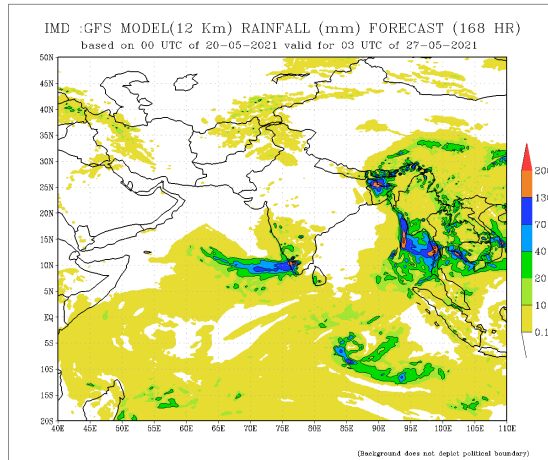 IMD :GFS MODEL(12 Km) RAINFALL (mm) FORECAST (168 HR)
based on 00 UTC of 20-05-2021 valid for 03 UTC of 27-05-2021
50N
45N
40N
35N
30N
25N
20N
15N
10N
5N
EQ
5S
10S
15S
20S
40E 45E 50E 55E 60E 65E 70E 75E 80E 85E 90E 95E 100E 105E 110E
200
130
70
40
20
10
0.1
(Background does not depict political boundary)